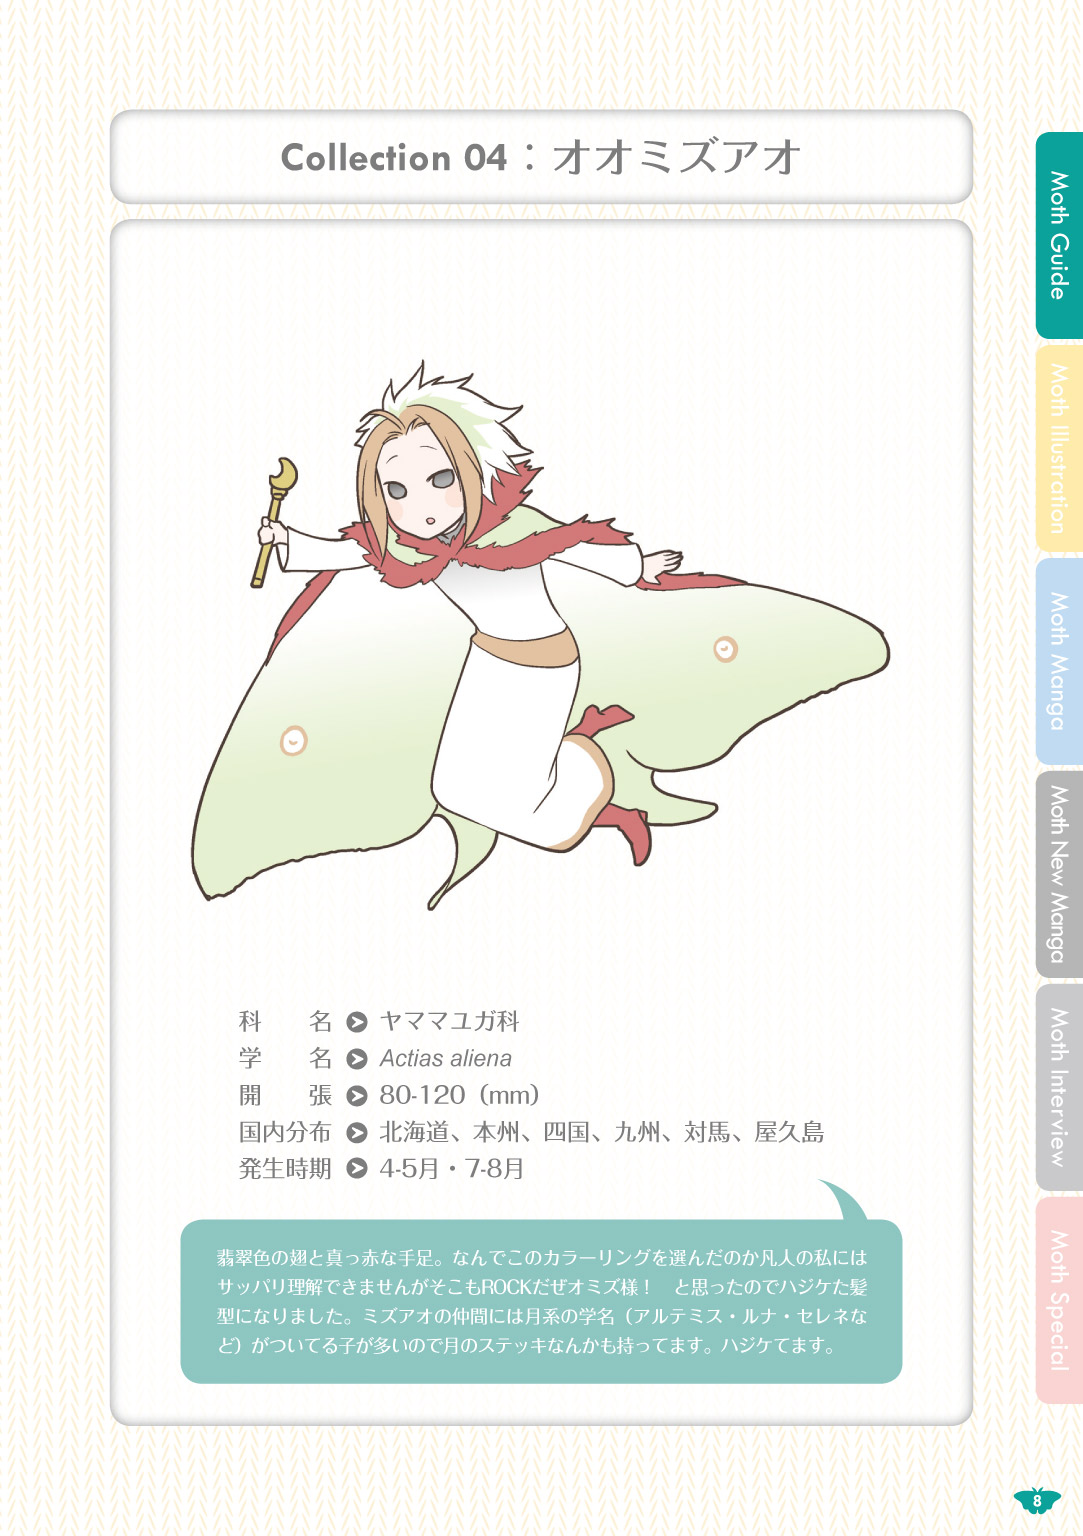 Collection 04：オオミズアオ
科　　名 ヤママユガ科
学　　名 Actias aliena
開　　張 80-120（mm）
国内分布 北海道、本州、四国、九州、対馬、屋久島
発生時期 4-5月・7-8月
翡翠色の翅と真っ赤な手足。なんでこのカラーリングを選んだのか凡人の私には
サッパリ理解できませんがそこもROCKだぜオミズ様！　と思ったのでハジケた髪
型になりました。ミズアオの仲間には月系の学名（アルテミス・ルナ・セレネな
ど）がついてる子が多いので月のステッキなんかも持ってます。ハジケてます。
Moth Guide
Moth Illustration
Moth Manga
Moth New Manga
Moth Interview
Moth Special
8